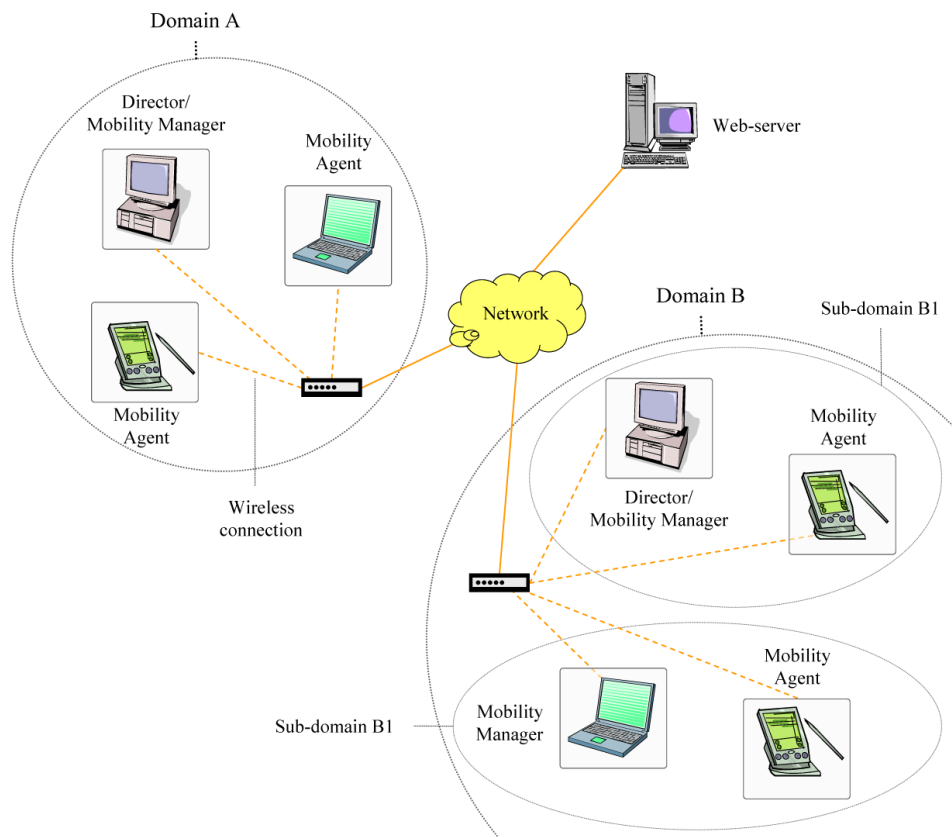 Domain A
Director/
Mobility Manager
Mobility
Agent
Web-server
Mobility
Agent
Wireless
connection
Network
Domain B
Sub-domain B1
Director/
Mobility Manager
Mobility
Agent
Sub-domain B1
Mobility
Manager
Mobility
Agent